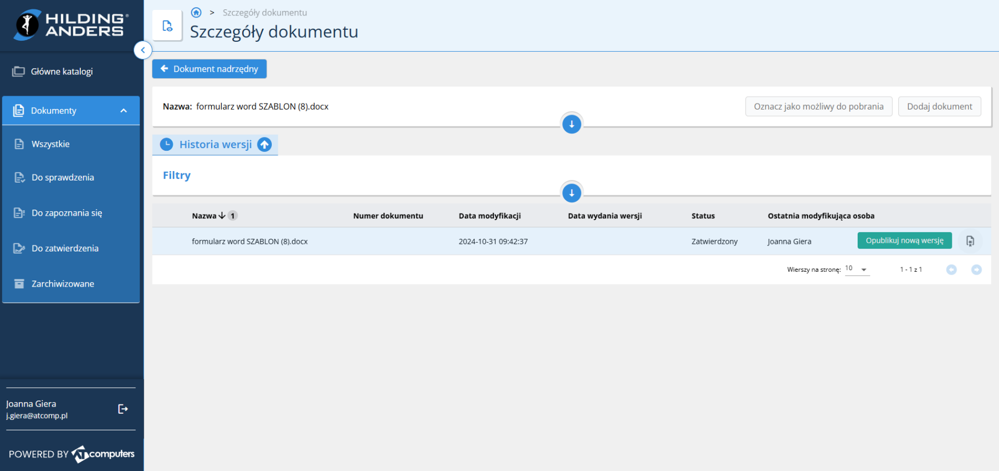 HILDING®
ANDERS
> Szczegóły dokumentu
Szczegóły dokumentu
Główne katalogi
Dokument nadrzędny
Dokumenty
Nazwa: formularz word SZABLON (8).docx
Oznacz jako możliwy do pobrania
Dodaj dokument
Wszystkie
Historia wersji
Do sprawdzenia
Filtry
Do zapoznania się
Nazwa 1 Numer dokumentu Data modyfikacji Data wydania wersji Status Ostatnia modyfikująca osoba
formularz word SZABLON (8).docx 2024-10-31 09:42:37 Zatwierdzony Joanna Giera Opublikuj nową wersję
Do zatwierdzenia
Wierszy na stronę: 10 1 - 1 z 1
Zarchiwizowane
Joanna Giera
j.giera@atcomp.pl
POWERED BY ATcomputers